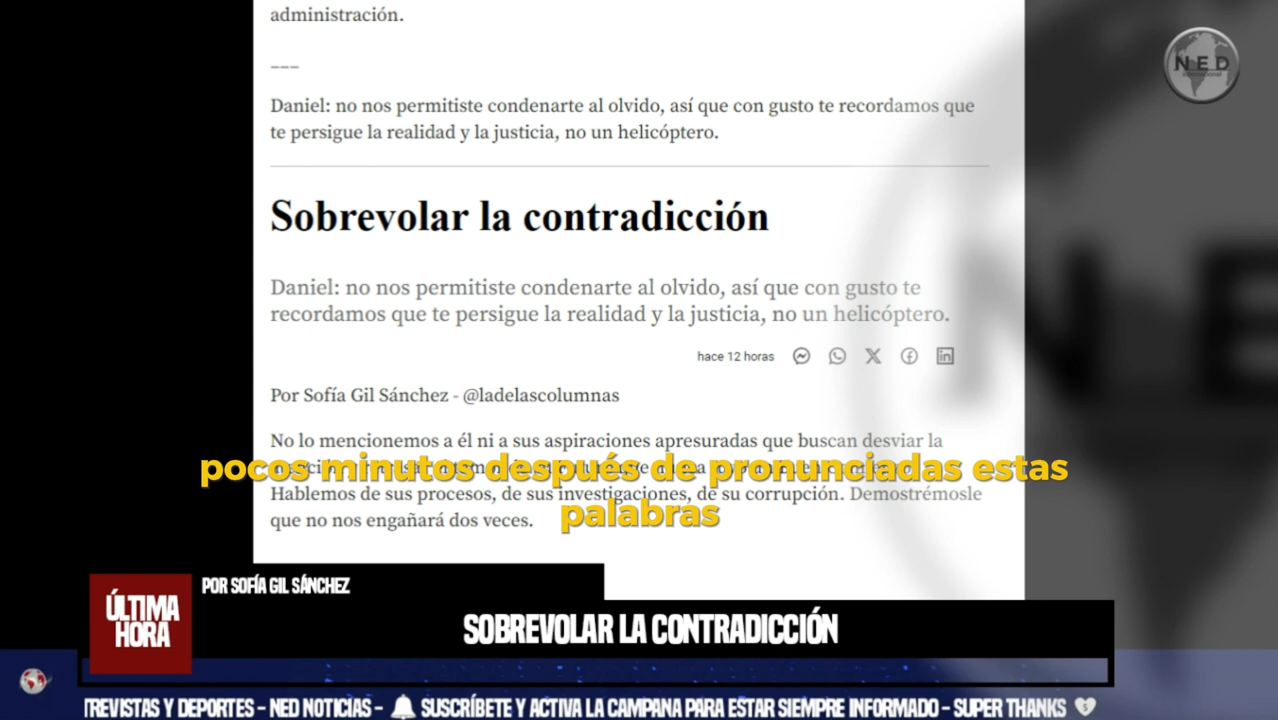 administración.
---
Daniel: no nos permitiste condenarte al olvido, así que con gusto te recordamos que
te persigue la realidad y la justicia, no un helicóptero.
Sobrevolar la contradicción
Daniel: no nos permitiste condenarte al olvido, así que con gusto te
recordamos que te persigue la realidad y la justicia, no un helicóptero.
hace 12 horas
Por Sofía Gil Sánchez - @ladelascolumnas
No lo mencionemos a él ni a sus aspiraciones apresuradas que buscan desviar la
pocos minutos después de pronunciadas estas
Hablemos de sus procesos, de sus investigaciones, de su corrupción. Demostrémosle
que no nos engañará dos veces.
palabras
NED
ÚLTIMA
HORA
POR SOFÍA GIL SÁNCHEZ
SOBREVOLAR LA CONTRADICCIÓN
TREVISTAS Y DEPORTES - NED NOTICIAS - SUSCRÍBETE Y ACTIVA LA CAMPANA PARA ESTAR SIEMPRE INFORMADO - SUPER THANKS